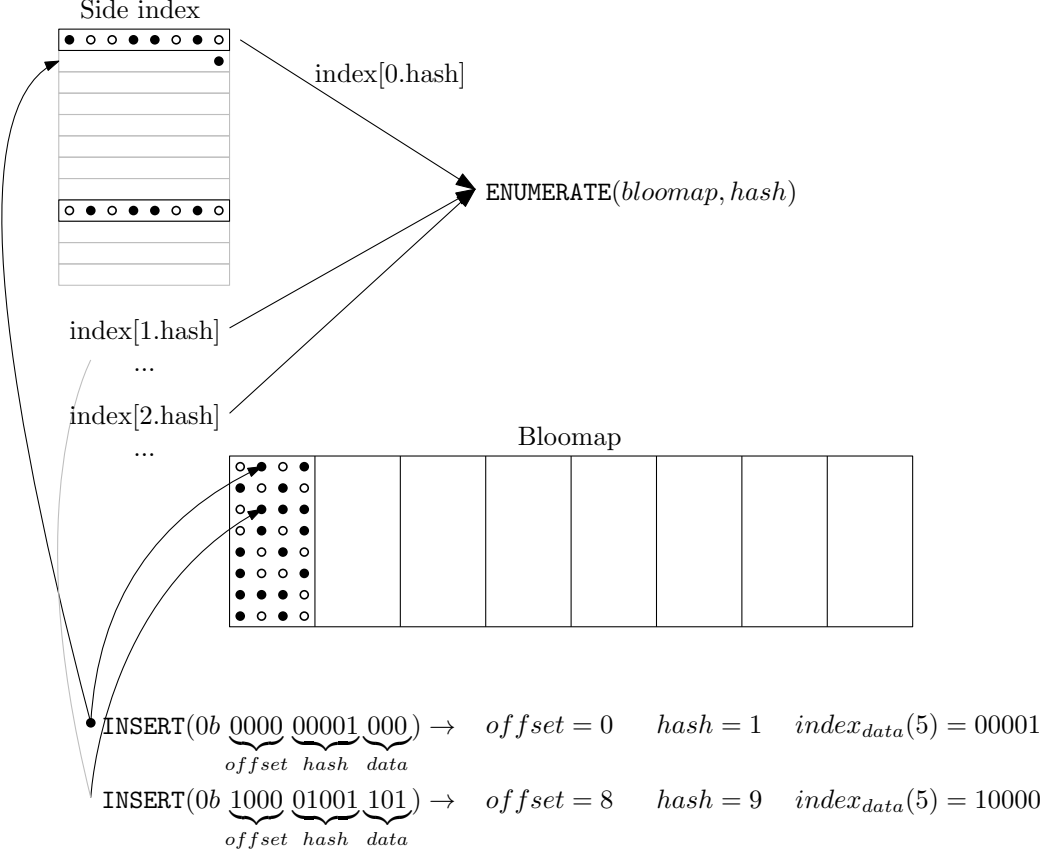 Side index
index[0.hash]
ENUMERATE(bloomap, hash)
index[1.hash]
...
index[2.hash]
...
Bloomap
INSERT(0b 0000 00001 000) → offset = 0 hash = 1 index_data(5) = 00001
offset hash data
INSERT(0b 1000 01001 101) → offset = 8 hash = 9 index_data(5) = 10000
offset hash data